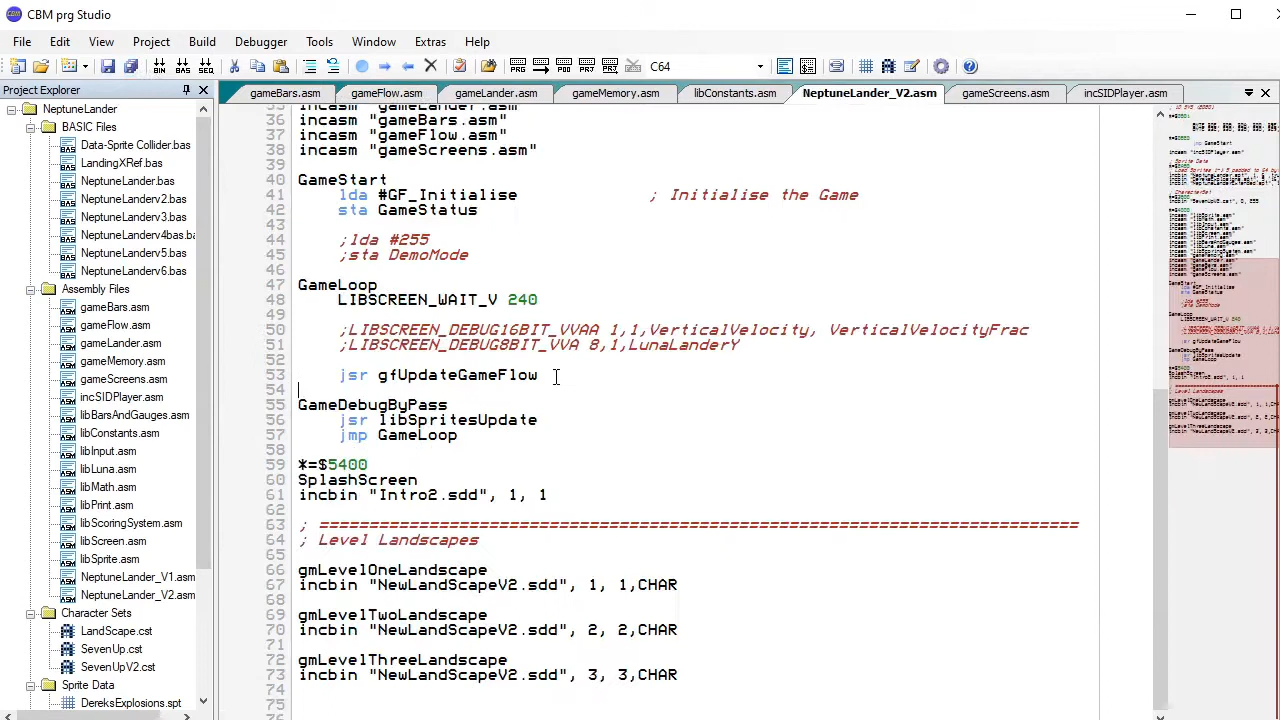 CBM prg Studio
File Edit View Project Build Debugger Tools Window Extras Help
C64
Project Explorer
gameBars.asm gameFlow.asm gameLander.asm gameMemory.asm libConstants.asm NeptuneLander_V2.asm gameScreens.asm incSIDPlayer.asm
NeptuneLander
BASIC Files
Data-Sprite Collider.bas
LandingXRef.bas
NeptuneLander.bas
NeptuneLanderv2.bas
NeptuneLanderv3.bas
NeptuneLanderv4bas.ba
NeptuneLanderv5.bas
NeptuneLanderv6.bas
Assembly Files
gameBars.asm
gameFlow.asm
gameLander.asm
gameMemory.asm
gameScreens.asm
incSIDPlayer.asm
libBarsAndGauges.asm
libConstants.asm
libInput.asm
libLuna.asm
libMath.asm
libPrint.asm
libScoringSystem.asm
libScreen.asm
libSprite.asm
NeptuneLander_V1.asm
NeptuneLander_V2.asm
Character Sets
LandScape.cst
SevenUp.cst
SevenUpV2.cst
Sprite Data
DereksExplosions.spt
incasm "gameLander.asm"
36 incasm "gameBars.asm"
37 incasm "gameFlow.asm"
38 incasm "gameScreens.asm"
39
40 GameStart
41 lda #GF_Initialise ; Initialise the Game
42 sta GameStatus
43
44 ;lda #255
45 ;sta DemoMode
46
47 GameLoop
48 LIBSCREEN_WAIT_V 240
49
50 ;LIBSCREEN_DEBUG16BIT_VVAA 1,1,VerticalVelocity, VerticalVelocityFrac
51 ;LIBSCREEN_DEBUG8BIT_VVA 8,1,LunaLanderY
52
53 jsr gfUpdateGameFlow
54
55 GameDebugByPass
56 jsr libSpritesUpdate
57 jmp GameLoop
58
59 *=$5400
60 SplashScreen
61 incbin "Intro2.sdd", 1, 1
62
63 ; ============================================================================
64 ; Level Landscapes
65
66 gmLevelOneLandscape
67 incbin "NewLandScapeV2.sdd", 1, 1,CHAR
68
69 gmLevelTwoLandscape
70 incbin "NewLandScapeV2.sdd", 2, 2,CHAR
71
72 gmLevelThreeLandscape
73 incbin "NewLandScapeV2.sdd", 3, 3,CHAR
74
75